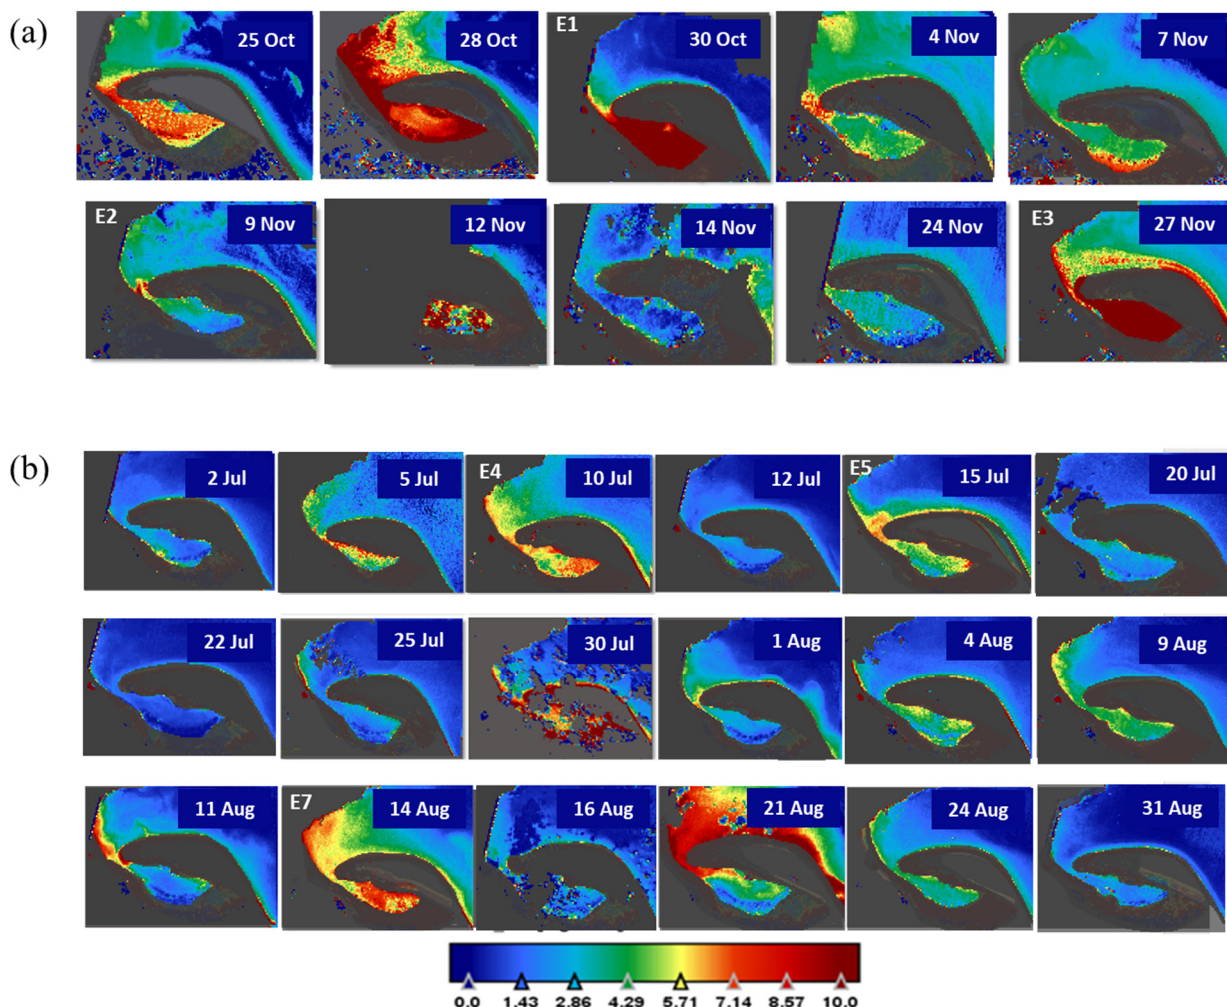 (a)
25 Oct
28 Oct
E1 30 Oct
4 Nov
7 Nov
E2 9 Nov
12 Nov
14 Nov
24 Nov
E3 27 Nov
(b)
2 Jul
5 Jul
E4 10 Jul
12 Jul
E5 15 Jul
20 Jul
22 Jul
25 Jul
30 Jul
1 Aug
4 Aug
9 Aug
11 Aug
E7 14 Aug
16 Aug
21 Aug
24 Aug
31 Aug
0.0 1.43 2.86 4.29 5.71 7.14 8.57 10.0